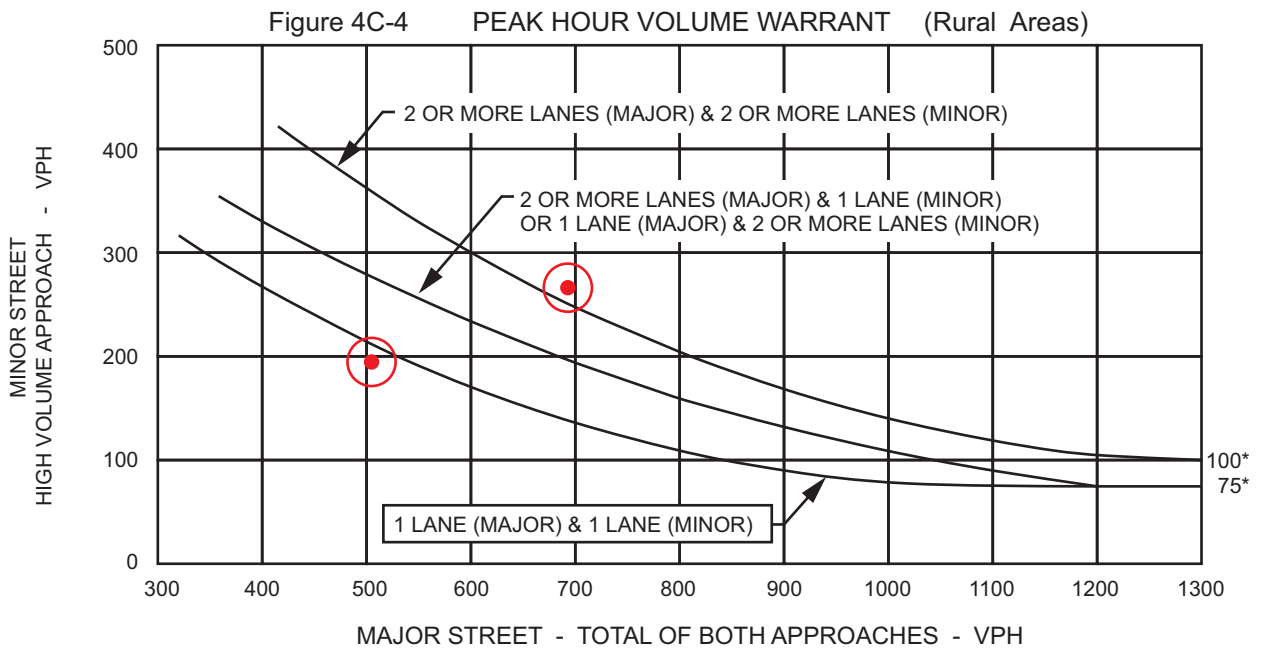 Figure 4C-4 PEAK HOUR VOLUME WARRANT (Rural Areas)
MINOR STREET
HIGH VOLUME APPROACH - VPH
500
400
300
200
100
0
2 OR MORE LANES (MAJOR) & 2 OR MORE LANES (MINOR)
2 OR MORE LANES (MAJOR) & 1 LANE (MINOR)
OR 1 LANE (MAJOR) & 2 OR MORE LANES (MINOR)
1 LANE (MAJOR) & 1 LANE (MINOR)
100*
75*
300 400 500 600 700 800 900 1000 1100 1200 1300
MAJOR STREET - TOTAL OF BOTH APPROACHES - VPH